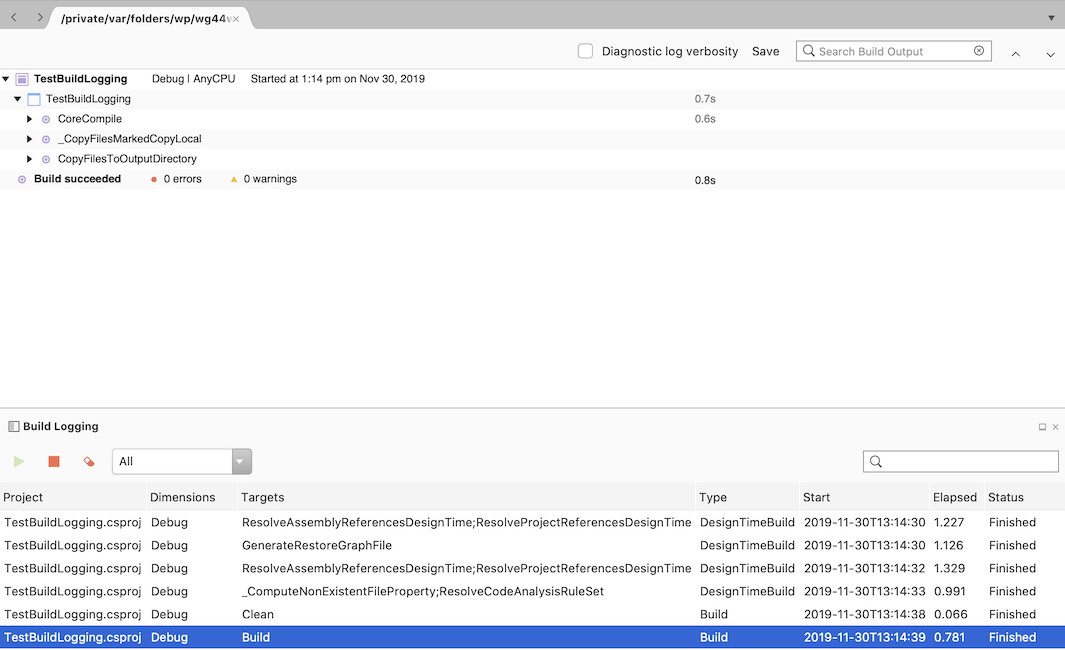 /private/var/folders/wp/wg44
Diagnostic log verbosity Save Search Build Output
TestBuildLogging Debug | AnyCPU Started at 1:14 pm on Nov 30, 2019
TestBuildLogging 0.7s
CoreCompile 0.6s
_CopyFilesMarkedCopyLocal
CopyFilesToOutputDirectory
Build succeeded 0 errors 0 warnings 0.8s
Build Logging
All
Project Dimensions Targets Type Start Elapsed Status
TestBuildLogging.csproj Debug ResolveAssemblyReferencesDesignTime;ResolveProjectReferencesDesignTime DesignTimeBuild 2019-11-30T13:14:30 1.227 Finished
TestBuildLogging.csproj Debug GenerateRestoreGraphFile DesignTimeBuild 2019-11-30T13:14:30 1.126 Finished
TestBuildLogging.csproj Debug ResolveAssemblyReferencesDesignTime;ResolveProjectReferencesDesignTime DesignTimeBuild 2019-11-30T13:14:32 1.329 Finished
TestBuildLogging.csproj Debug _ComputeNonExistentFileProperty;ResolveCodeAnalysisRuleSet DesignTimeBuild 2019-11-30T13:14:33 0.991 Finished
TestBuildLogging.csproj Debug Clean Build 2019-11-30T13:14:38 0.066 Finished
TestBuildLogging.csproj Debug Build Build 2019-11-30T13:14:39 0.781 Finished